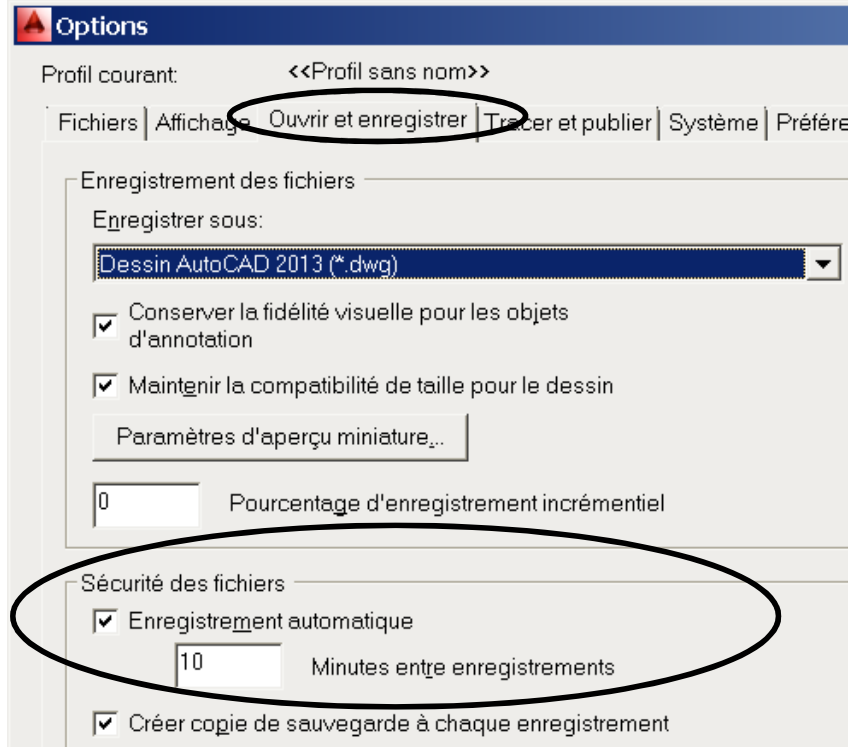 Options
Profil courant: <<Profil sans nom>>
Fichiers Affichage Ouvrir et enregistrer Tracer et publier Système Préfére
Enregistrement des fichiers
Enregistrer sous:
Dessin AutoCAD 2013 (*.dwg)
Conserver la fidélité visuelle pour les objets
d'annotation
Maintenir la compatibilité de taille pour le dessin
Paramètres d'aperçu miniature...
0 Pourcentage d'enregistrement incrémentiel
Sécurité des fichiers
Enregistrement automatique
10 Minutes entre enregistrements
Créer copie de sauvegarde à chaque enregistrement